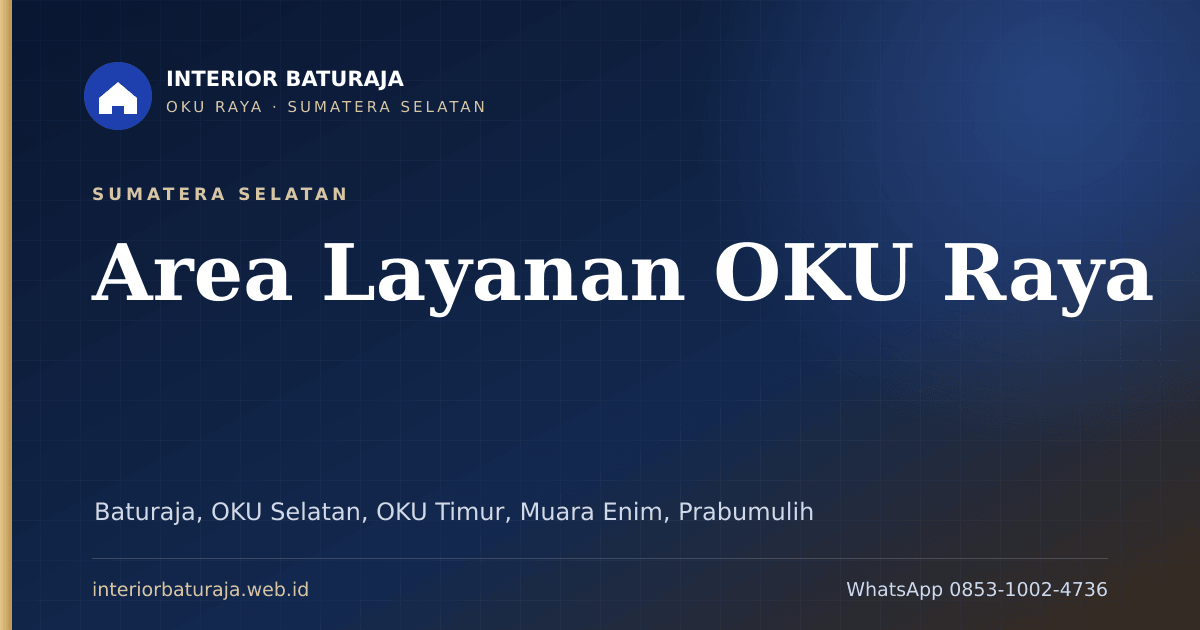 INTERIOR BATURAJA
OKU RAYA · SUMATERA SELATAN
SUMATERA SELATAN
Area Layanan OKU Raya
Baturaja, OKU Selatan, OKU Timur, Muara Enim, Prabumulih
interiorbaturaja.web.id
WhatsApp 0853-1002-4736